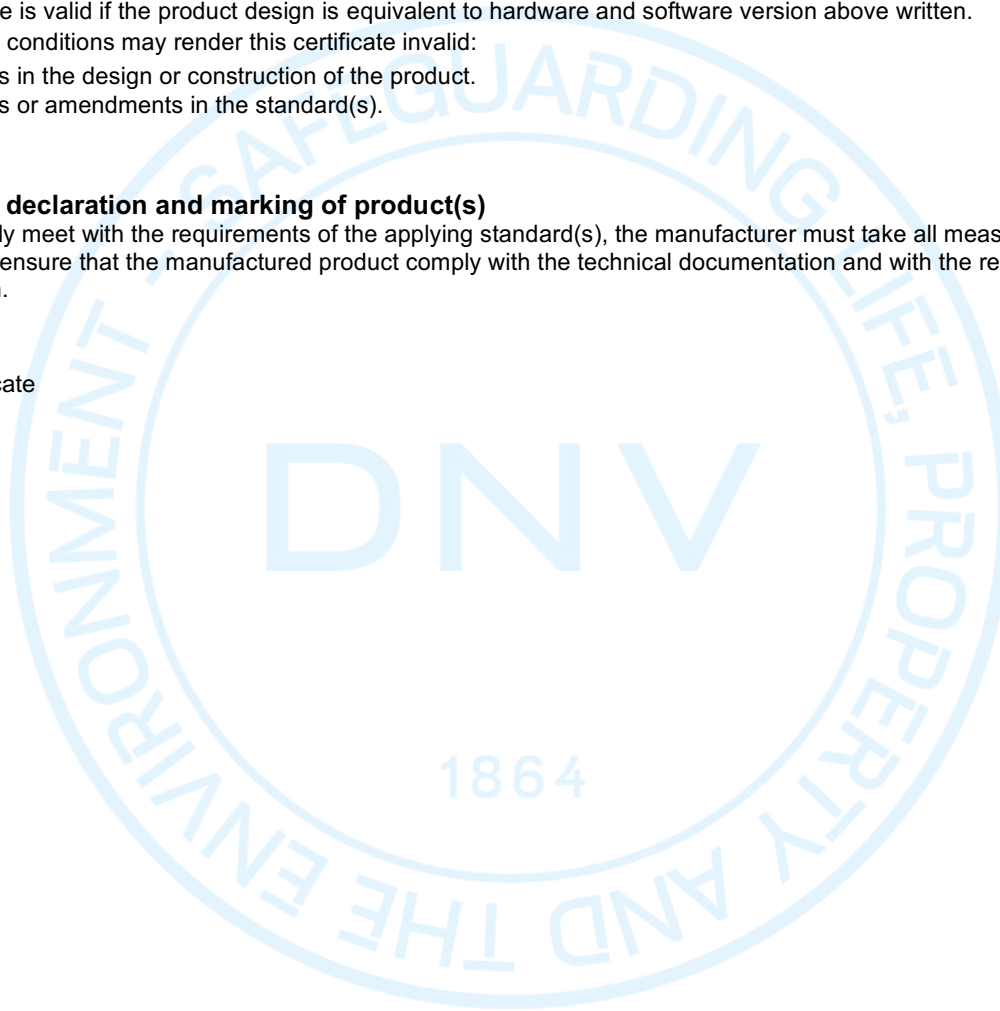 e is valid if the product design is equivalent to hardware and software version above written.
conditions may render this certificate invalid:
s in the design or construction of the product.
s or amendments in the standard(s).
declaration and marking of product(s)
ly meet with the requirements of the applying standard(s), the manufacturer must take all meas
ensure that the manufactured product comply with the technical documentation and with the re
.
cate
SAFEGUARDING LIFE, PROPERTY AND THE ENVIRONMENT –
DNV
1864